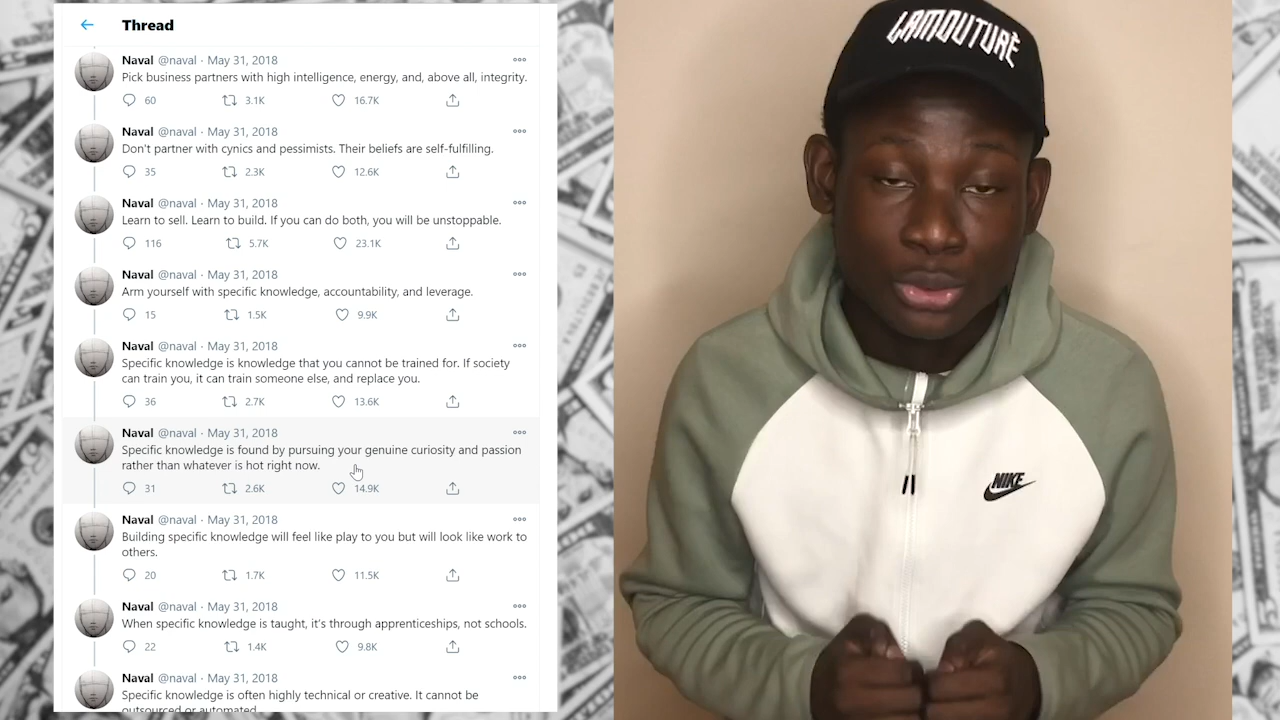 Thread
Naval @naval · May 31, 2018
Pick business partners with high intelligence, energy, and, above all, integrity.
60 3.1K 16.7K
Naval @naval · May 31, 2018
Don't partner with cynics and pessimists. Their beliefs are self-fulfilling.
35 2.3K 12.6K
Naval @naval · May 31, 2018
Learn to sell. Learn to build. If you can do both, you will be unstoppable.
116 5.7K 23.1K
Naval @naval · May 31, 2018
Arm yourself with specific knowledge, accountability, and leverage.
15 1.5K 9.9K
Naval @naval · May 31, 2018
Specific knowledge is knowledge that you cannot be trained for. If society
can train you, it can train someone else, and replace you.
36 2.7K 13.6K
Naval @naval · May 31, 2018
Specific knowledge is found by pursuing your genuine curiosity and passion
rather than whatever is hot right now.
31 2.6K 14.9K
Naval @naval · May 31, 2018
Building specific knowledge will feel like play to you but will look like work to
others.
20 1.7K 11.5K
Naval @naval · May 31, 2018
When specific knowledge is taught, it's through apprenticeships, not schools.
22 1.4K 9.8K
Naval @naval · May 31, 2018
Specific knowledge is often highly technical or creative. It cannot be
outsourced or automated.
LAMOUTURE
NIKE